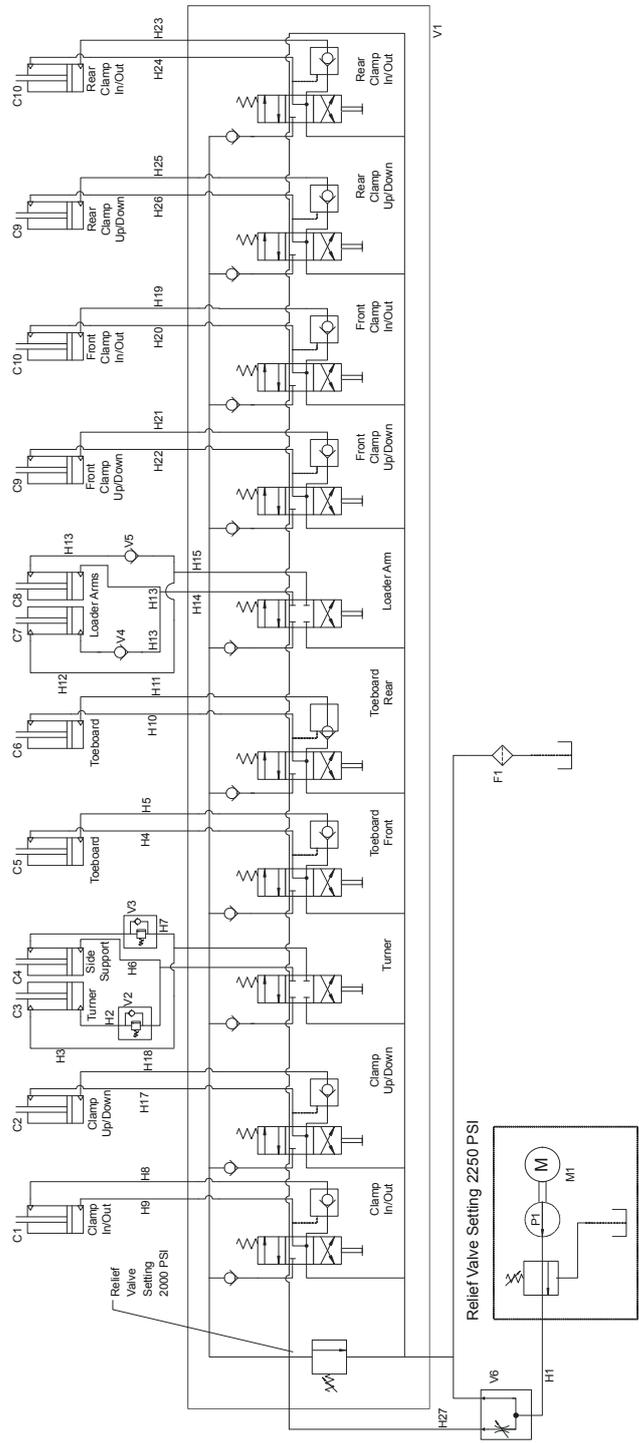 C10
Rear
Clamp
In/Out
H23
H24
C9
Rear
Clamp
Up/Down
H25
H26
C10
Front
Clamp
In/Out
H19
H20
C9
Front
Clamp
Up/Down
H21
H22
C8
C7
Loader Arms
H13
V5
H13
V4
H13
H12
H15
H14
C6
Toeboard
H11
H10
C5
Toeboard
H5
H4
C4
C3
Side
Support
Turner
V3
H7
H6
V2
H2
H3
H18
C2
Clamp
Up/Down
H17
C1
Clamp
In/Out
H8
H9
V1
Rear
Clamp
In/Out
Rear
Clamp
Up/Down
Front
Clamp
In/Out
Front
Clamp
Up/Down
Loader Arm
Toeboard
Rear
Toeboard
Front
Turner
Clamp
Up/Down
Clamp
In/Out
Relief
Valve
Setting
2000 PSI
F1
Relief Valve Setting 2250 PSI
M
M1
P1
V6
H1
H27